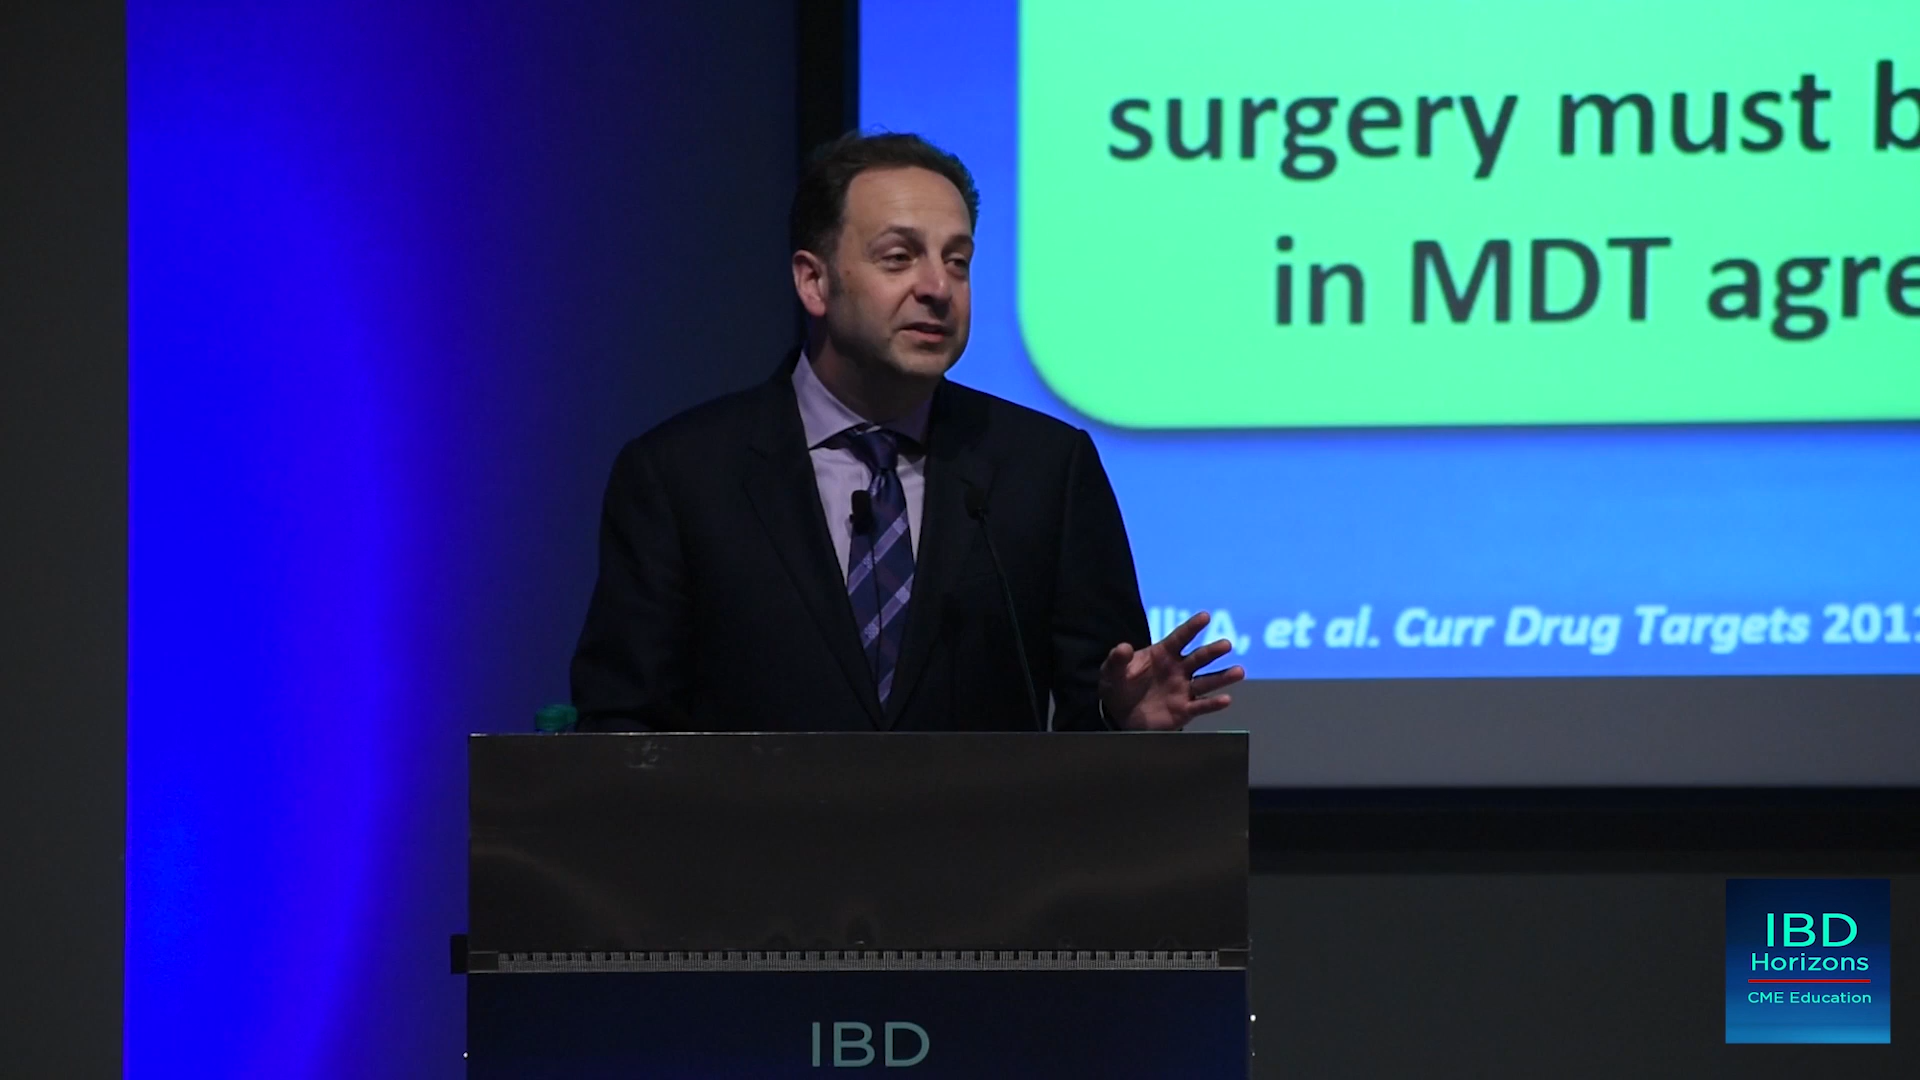 surgery must b
in MDT agre
A, et al. Curr Drug Targets 201
IBD
IBD
Horizons
CME Education